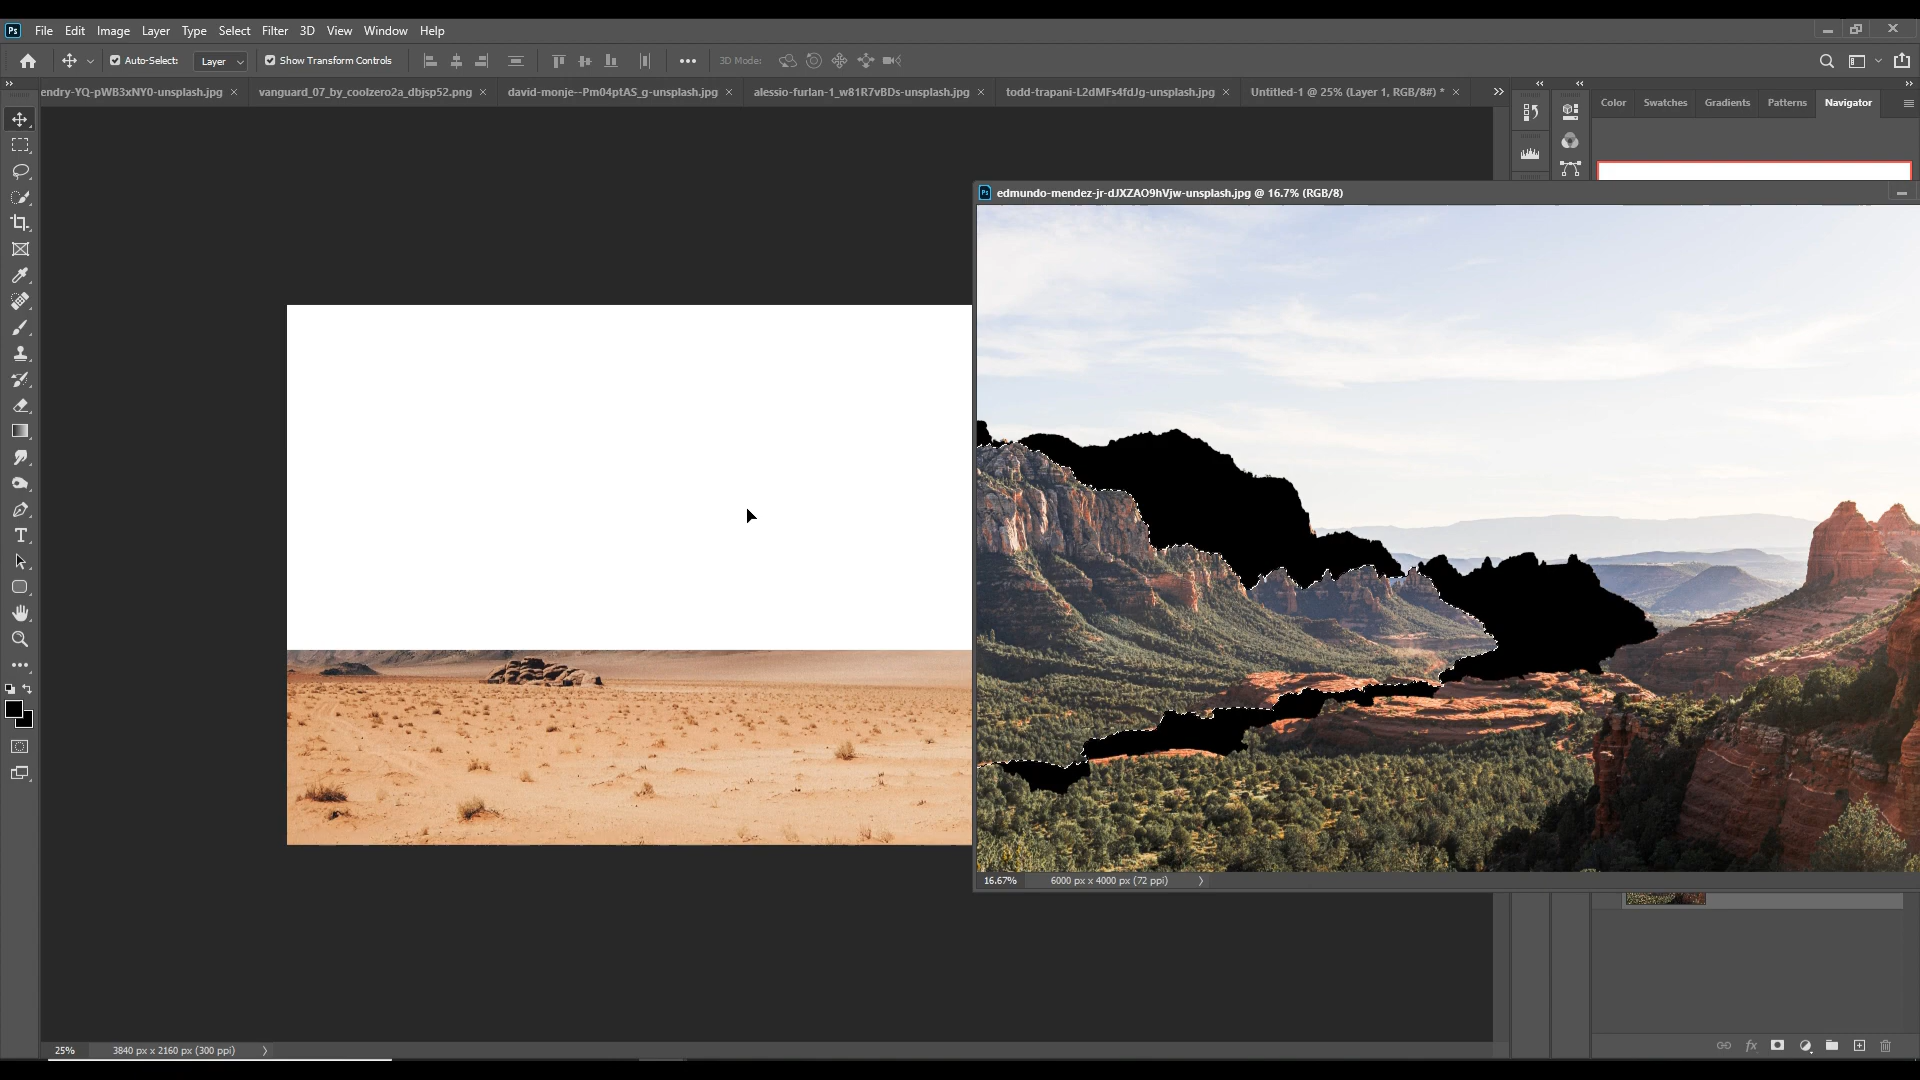 Ps File Edit Image Layer Type Select Filter 3D View Window Help
Auto-Select: Layer Show Transform Controls 3D Mode:
endry-YQ-pWB3xNY0-unsplash.jpg × vanguard_07_by_coolzero2a_dbjsp52.png × david-monje--Pm04ptAS_g-unsplash.jpg × alessio-furlan-1_w81R7vBDs-unsplash.jpg × todd-trapani-L2dMFs4fdJg-unsplash.jpg × Untitled-1 @ 25% (Layer 1, RGB/8#) * ×
Color Swatches Gradients Patterns Navigator
Ps edmundo-mendez-jr-dJXZAO9hVjw-unsplash.jpg @ 16.7% (RGB/8)
16.67% 6000 px x 4000 px (72 ppi)
25% 3840 px x 2160 px (300 ppi)